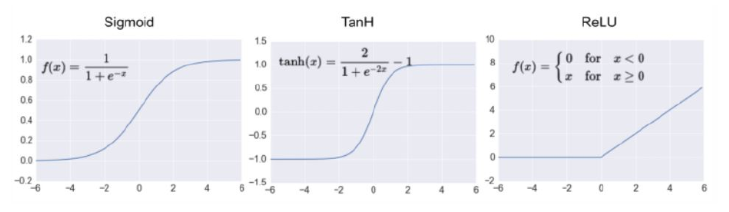 Sigmoid
1.2
1.0
0.8
0.6
0.4
0.2
0.0
-0.2
f(x) = 1 / 1 + e^-x
-6 -4 -2 0 2 4 6
TanH
1.5
1.0
0.5
0.0
-0.5
-1.0
-1.5
tanh(x) = 2 / 1 + e^-2x - 1
-6 -4 -2 0 2 4 6
ReLU
10
8
6
4
2
0
-2
f(x) = { 0 for x < 0
x for x ≥ 0
-6 -4 -2 0 2 4 6